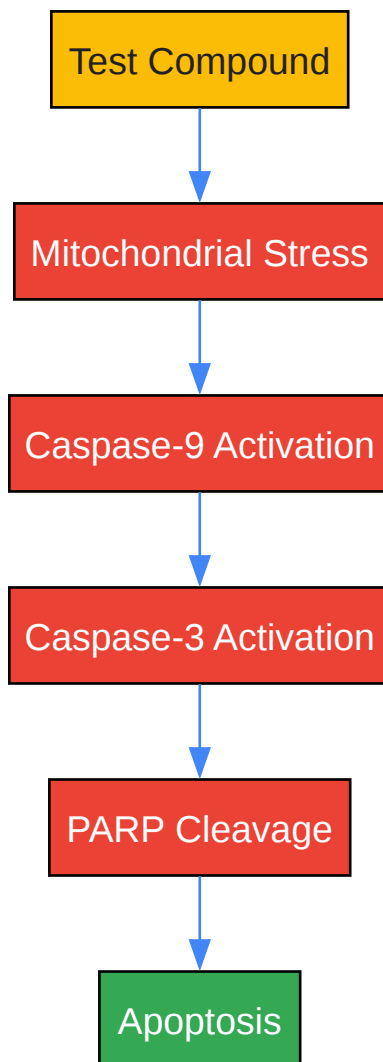 Test Compound
Mitochondrial Stress
Caspase-9 Activation
Caspase-3 Activation
PARP Cleavage
Apoptosis